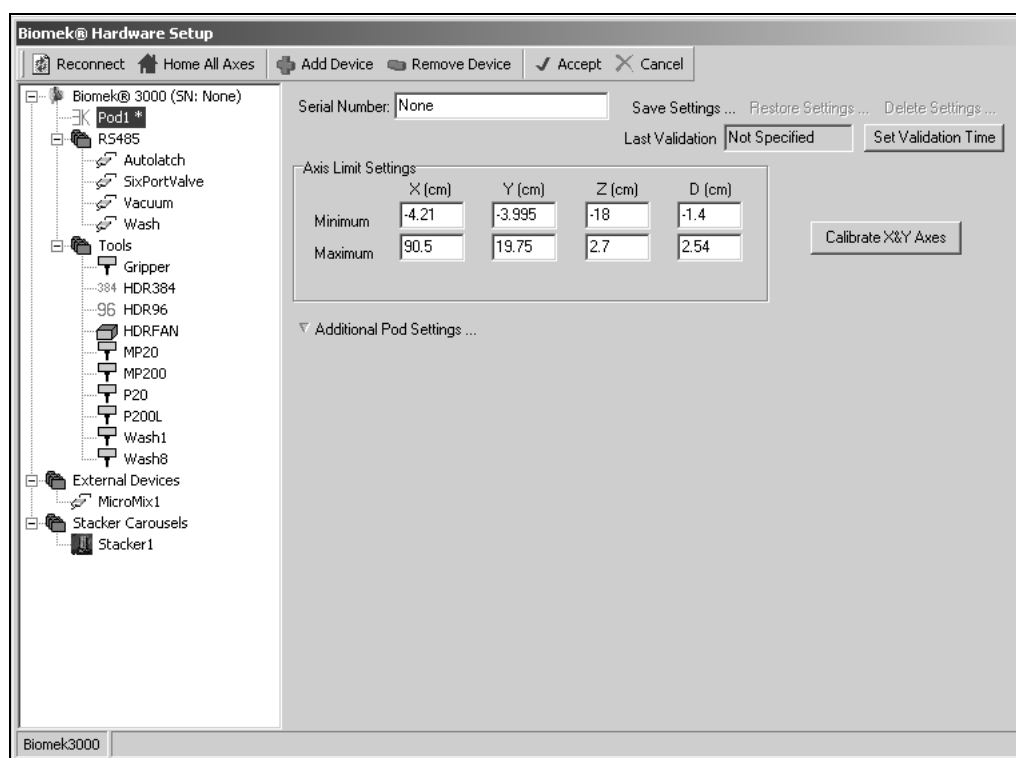 Biomek® Hardware Setup
Reconnect Home All Axes Add Device Remove Device Accept Cancel
Biomek® 3000 (SN: None)
Pod1 *
RS485
Autolatch
SixPortValve
Vacuum
Wash
Tools
Gripper
384 HDR384
96 HDR96
HDRFAN
MP20
MP200
P20
P200L
Wash1
Wash8
External Devices
MicroMix1
Stacker Carousels
Stacker1
Serial Number: None Save Settings ... Restore Settings ... Delete Settings ...
Last Validation Not Specified Set Validation Time
Axis Limit Settings
X (cm) Y (cm) Z (cm) D (cm)
Minimum -4.21 -3.995 -18 -1.4
Maximum 90.5 19.75 2.7 2.54
Calibrate X&Y Axes
Additional Pod Settings ...
Biomek3000